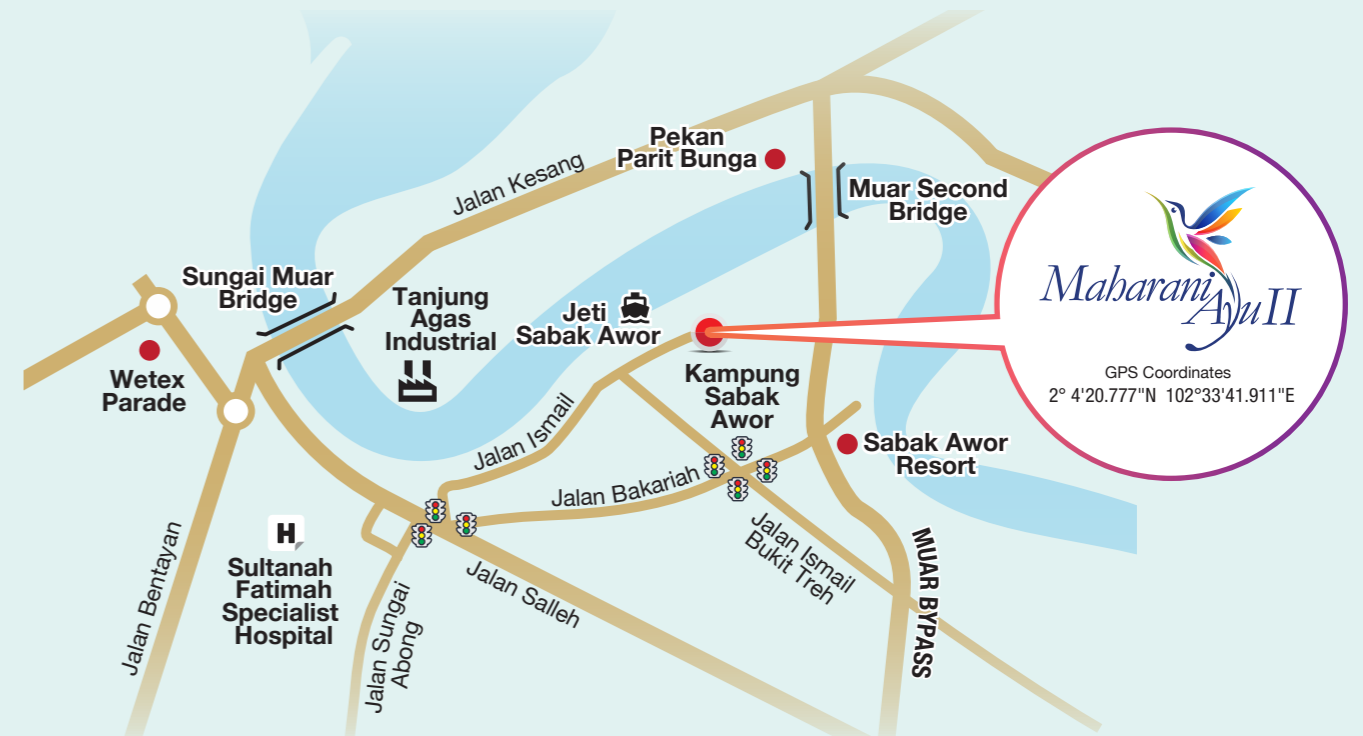 Pekan
Parit Bunga
Jalan Kesang
Muar Second
Bridge
Maharani
Ayu II
GPS Coordinates
2° 4'20.777"N 102°33'41.911"E
Sungai Muar
Bridge
Tanjung
Agas
Industrial
Jeti
Sabak Awor
Wetex
Parade
Kampung
Sabak
Awor
Jalan Ismail
Sabak Awor
Resort
Jalan Bakariah
Jalan Ismail
Bukit Treh
MUAR BYPASS
Jalan Bentayan
H
Sultanah
Fatimah
Specialist
Hospital
Jalan Sungai
Abong
Jalan Salleh